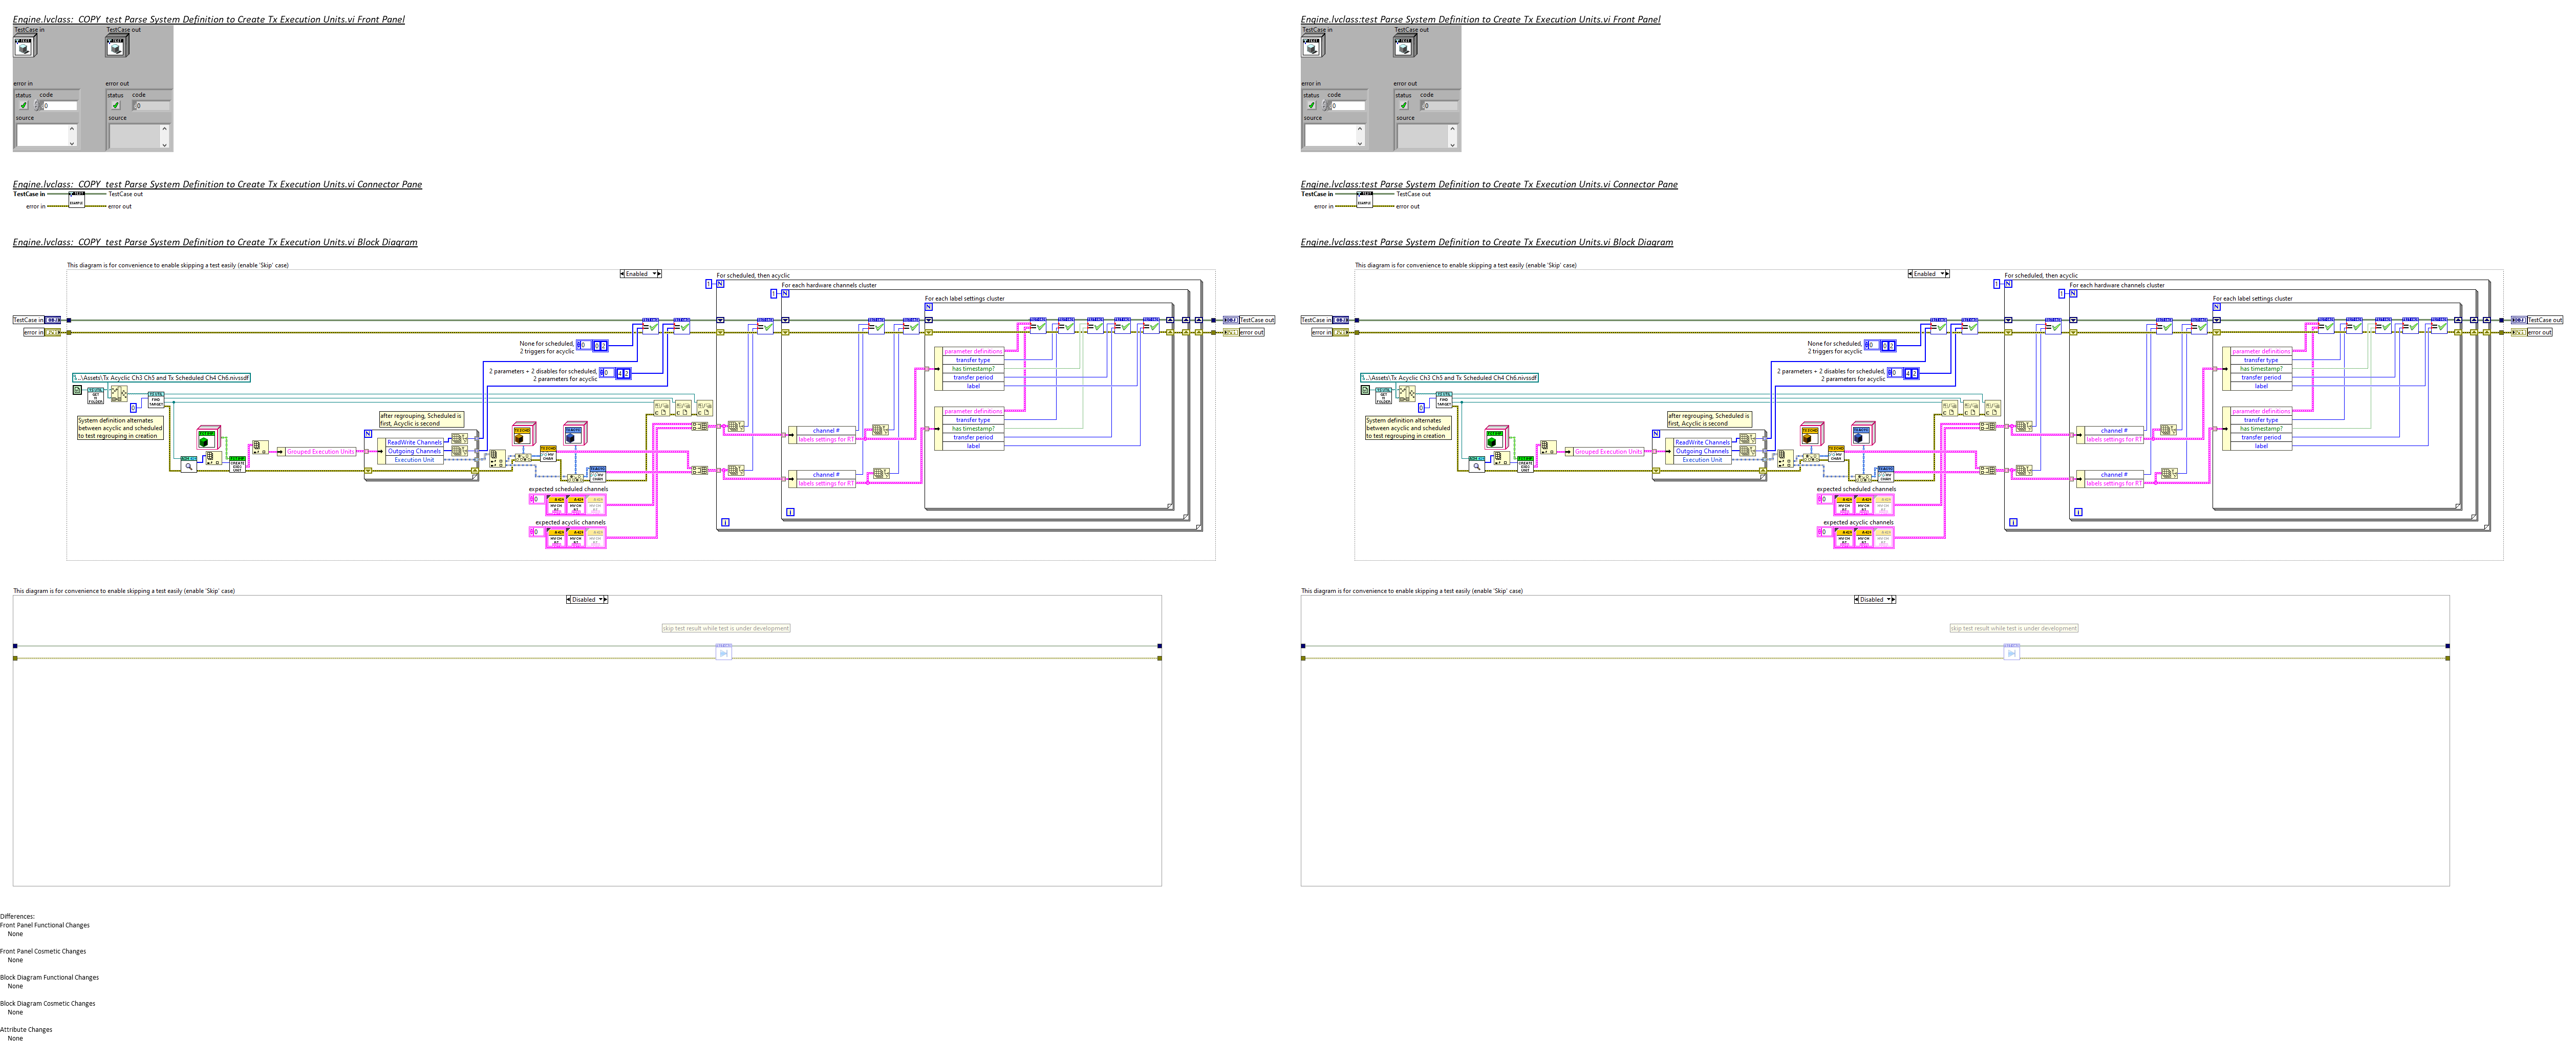 Engine.lvclass:_COPY_test Parse System Definition to Create Tx Execution Units.vi Front Panel
TestCase in
TestCase out
error in
error out
status
code
status
code
0
0
source
source
Engine.lvclass:_COPY_test Parse System Definition to Create Tx Execution Units.vi Connector Pane
TestCase in
TestCase out
error in
error out
Engine.lvclass:_COPY_test Parse System Definition to Create Tx Execution Units.vi Block Diagram
This diagram is for convenience to enable skipping a test easily (enable 'Skip' case)
Enabled
For scheduled, then acyclic
For each hardware channels cluster
For each label settings cluster
TestCase in
error in
TestCase out
error out
None for scheduled,
2 triggers for acyclic
2 parameters + 2 disables for scheduled,
2 parameters for acyclic
..\Assets\Tx Acyclic Ch3 Ch5 and Tx Scheduled Ch4 Ch6.nivssdf
System definition alternates
between acyclic and scheduled
to test regrouping in creation
after regrouping, Scheduled is
first, Acyclic is second
Grouped Execution Units
ReadWrite Channels
Outgoing Channels
Execution Unit
expected scheduled channels
expected acyclic channels
channel #
labels settings for RT
channel #
labels settings for RT
parameter definitions
transfer type
has timestamp?
transfer period
label
parameter definitions
transfer type
has timestamp?
transfer period
label
This diagram is for convenience to enable skipping a test easily (enable 'Skip' case)
Disabled
skip test result while test is under development
Engine.lvclass:test Parse System Definition to Create Tx Execution Units.vi Front Panel
TestCase in
TestCase out
error in
error out
status
code
status
code
0
0
source
source
Engine.lvclass:test Parse System Definition to Create Tx Execution Units.vi Connector Pane
TestCase in
TestCase out
error in
error out
Engine.lvclass:test Parse System Definition to Create Tx Execution Units.vi Block Diagram
This diagram is for convenience to enable skipping a test easily (enable 'Skip' case)
Enabled
For scheduled, then acyclic
For each hardware channels cluster
For each label settings cluster
TestCase in
error in
TestCase out
error out
None for scheduled,
2 triggers for acyclic
2 parameters + 2 disables for scheduled,
2 parameters for acyclic
..\Assets\Tx Acyclic Ch3 Ch5 and Tx Scheduled Ch4 Ch6.nivssdf
System definition alternates
between acyclic and scheduled
to test regrouping in creation
after regrouping, Scheduled is
first, Acyclic is second
Grouped Execution Units
ReadWrite Channels
Outgoing Channels
Execution Unit
expected scheduled channels
expected acyclic channels
channel #
labels settings for RT
channel #
labels settings for RT
parameter definitions
transfer type
has timestamp?
transfer period
label
parameter definitions
transfer type
has timestamp?
transfer period
label
This diagram is for convenience to enable skipping a test easily (enable 'Skip' case)
Disabled
skip test result while test is under development
Differences:
Front Panel Functional Changes
None
Front Panel Cosmetic Changes
None
Block Diagram Functional Changes
None
Block Diagram Cosmetic Changes
None
Attribute Changes
None